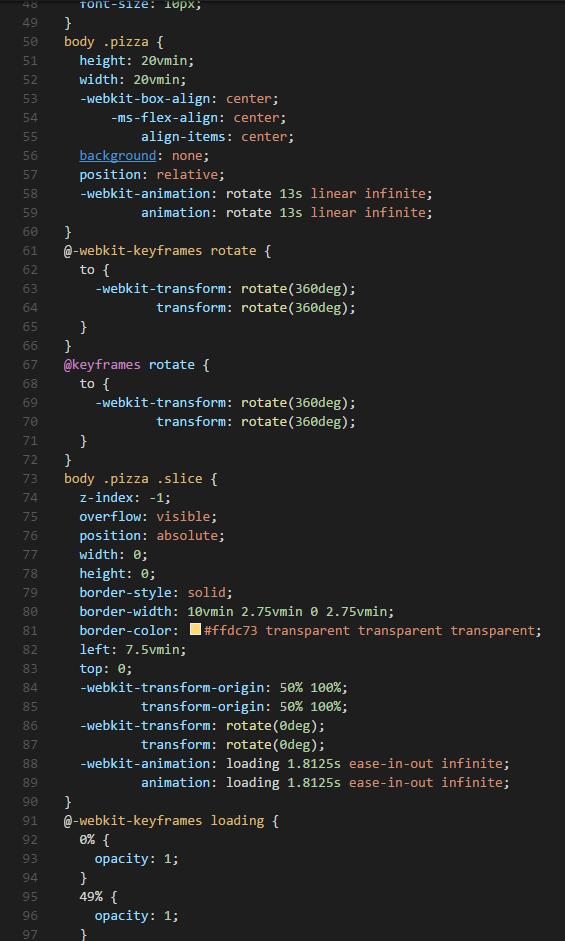 48 font-size: 10px;
49 }
50 body .pizza {
51 height: 20vmin;
52 width: 20vmin;
53 -webkit-box-align: center;
54 -ms-flex-align: center;
55 align-items: center;
56 background: none;
57 position: relative;
58 -webkit-animation: rotate 13s linear infinite;
59 animation: rotate 13s linear infinite;
60 }
61 @-webkit-keyframes rotate {
62 to {
63 -webkit-transform: rotate(360deg);
64 transform: rotate(360deg);
65 }
66 }
67 @keyframes rotate {
68 to {
69 -webkit-transform: rotate(360deg);
70 transform: rotate(360deg);
71 }
72 }
73 body .pizza .slice {
74 z-index: -1;
75 overflow: visible;
76 position: absolute;
77 width: 0;
78 height: 0;
79 border-style: solid;
80 border-width: 10vmin 2.75vmin 0 2.75vmin;
81 border-color: #ffdc73 transparent transparent transparent;
82 left: 7.5vmin;
83 top: 0;
84 -webkit-transform-origin: 50% 100%;
85 transform-origin: 50% 100%;
86 -webkit-transform: rotate(0deg);
87 transform: rotate(0deg);
88 -webkit-animation: loading 1.8125s ease-in-out infinite;
89 animation: loading 1.8125s ease-in-out infinite;
90 }
91 @-webkit-keyframes loading {
92 0% {
93 opacity: 1;
94 }
95 49% {
96 opacity: 1;
97 }